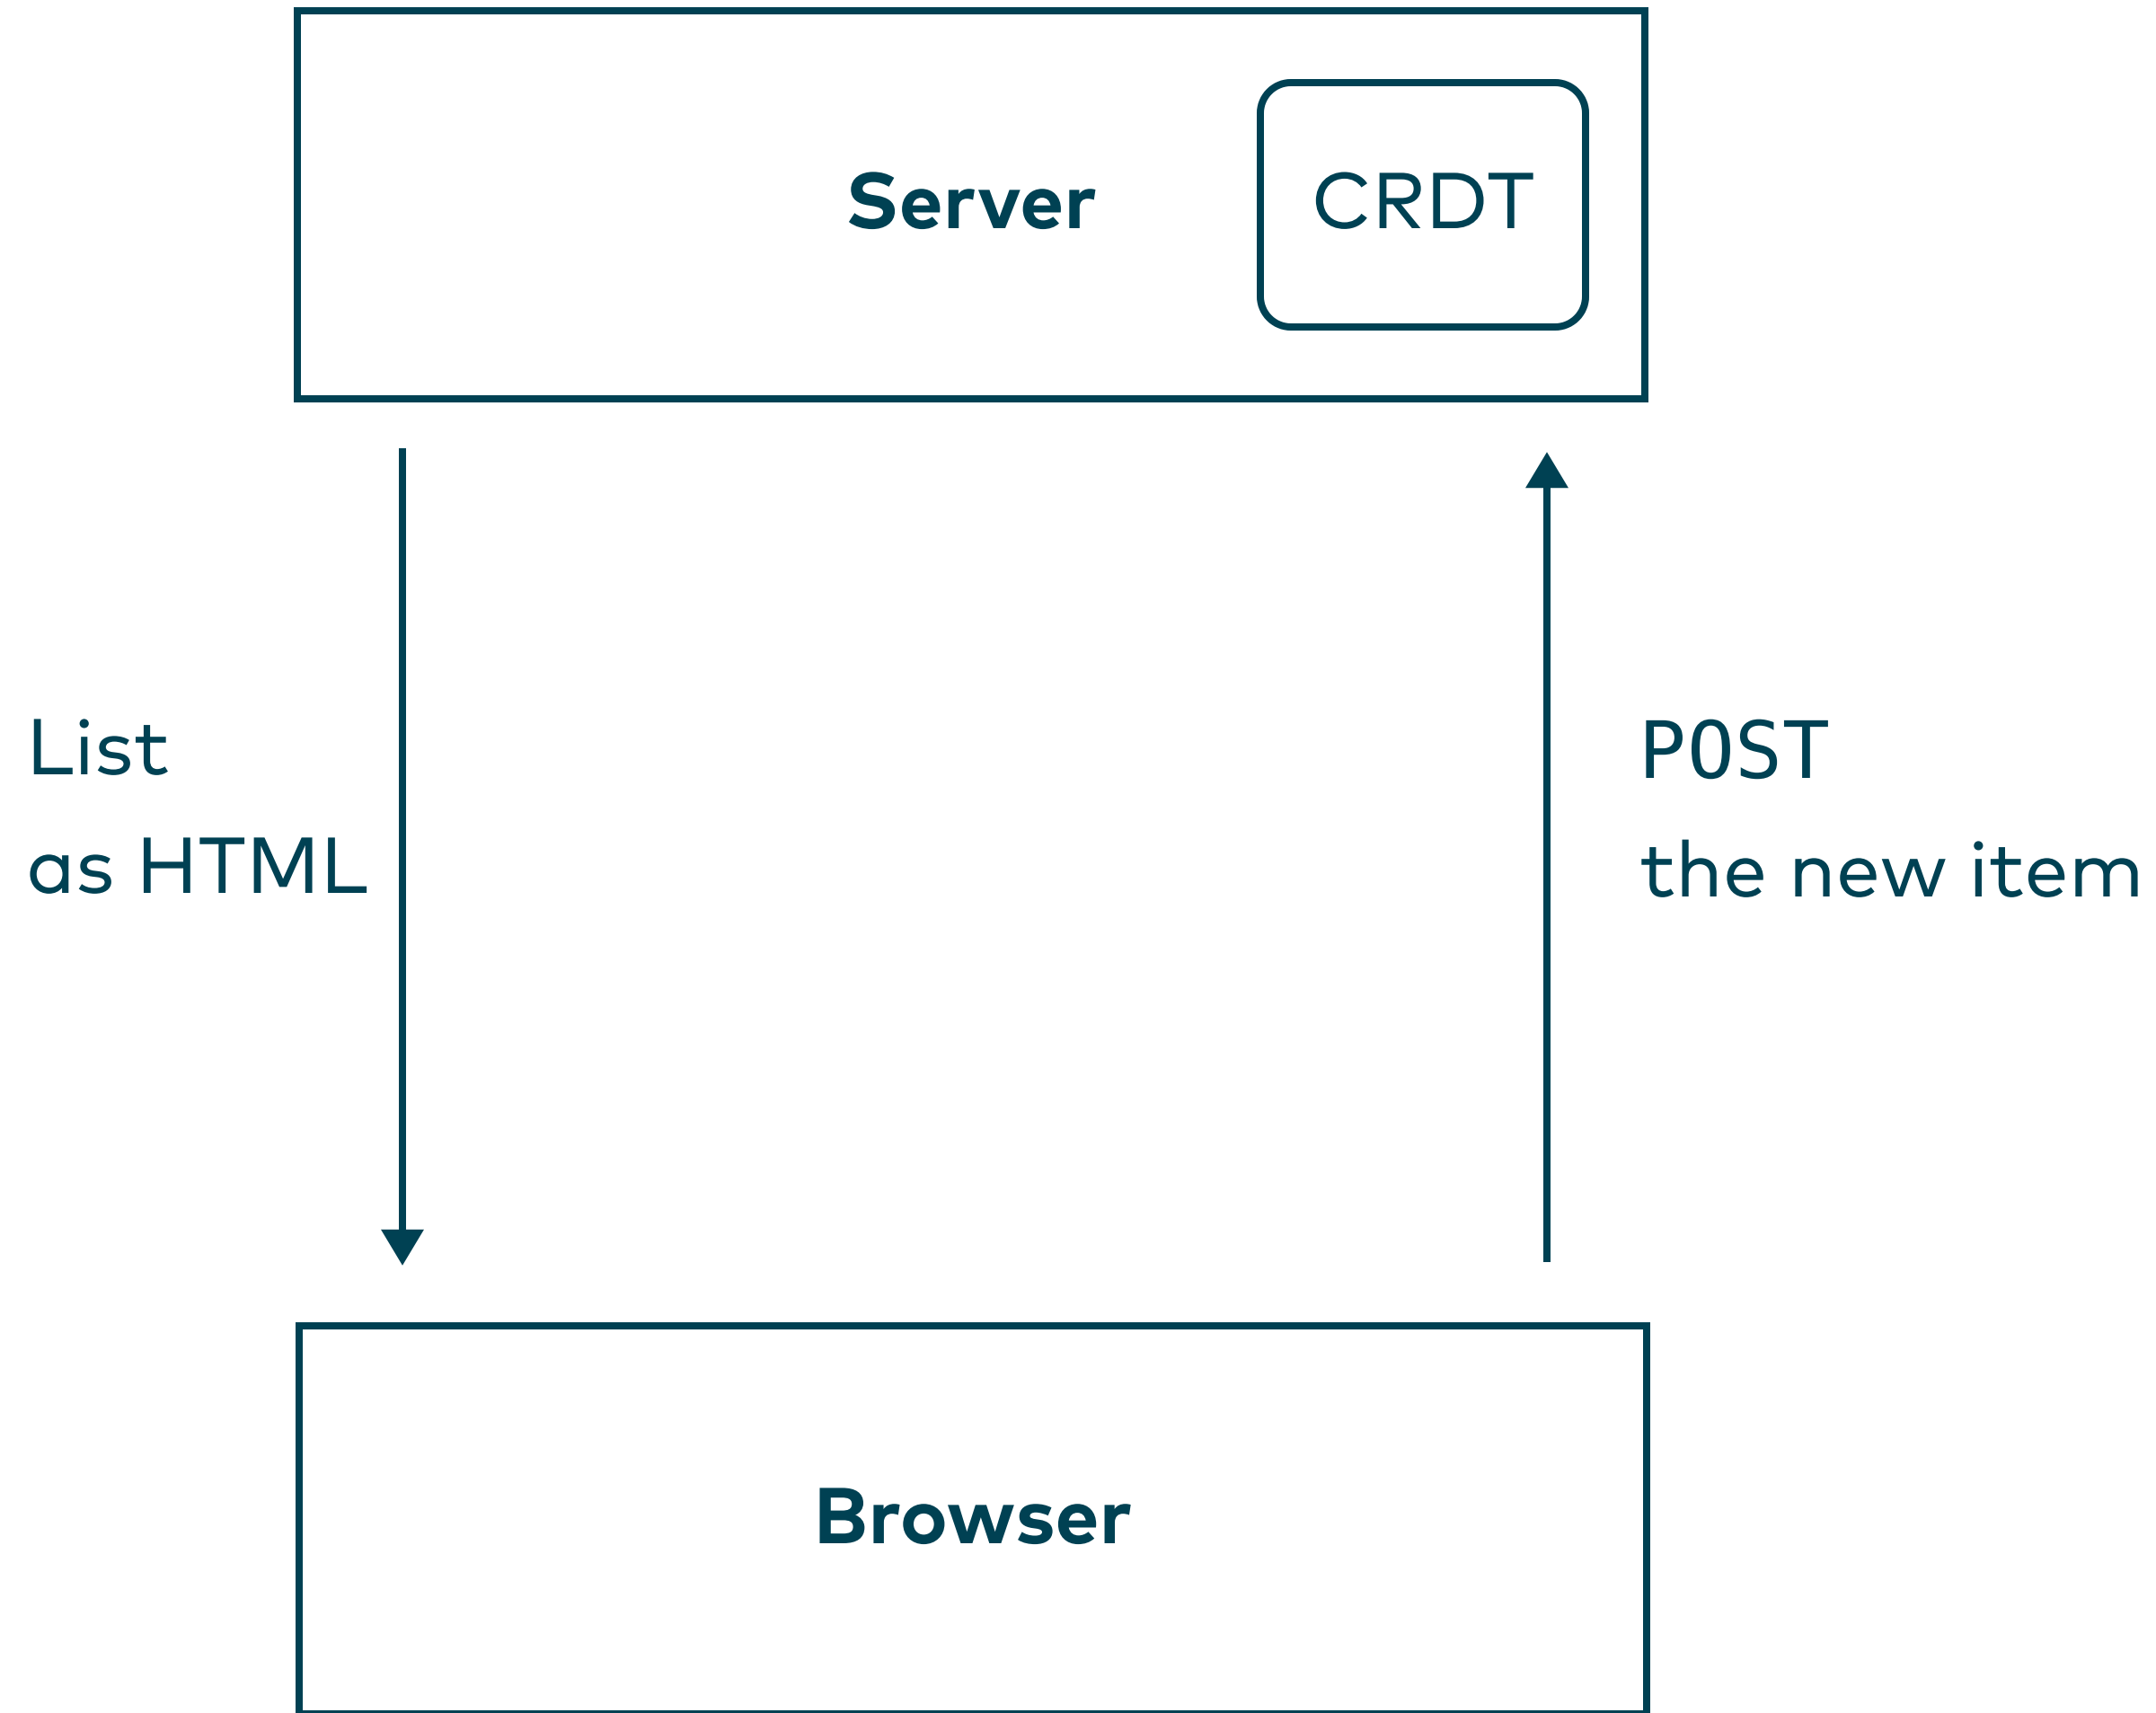 Server
CRDT
List
as HTML
POST
the new item
Browser